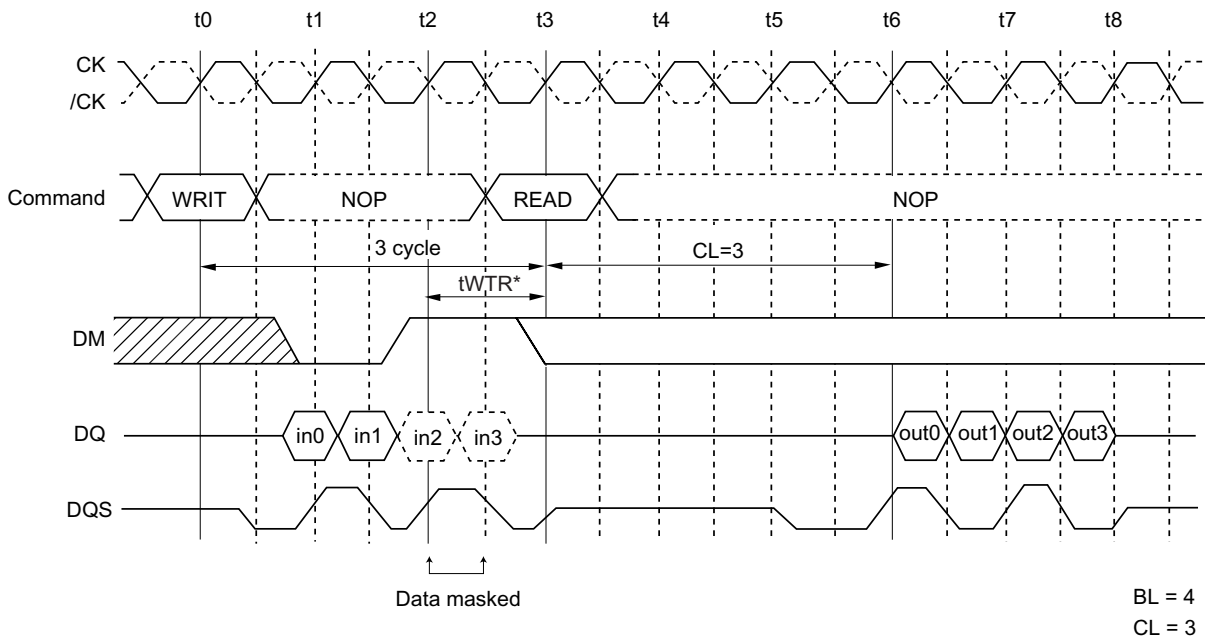 t0 t1 t2 t3 t4 t5 t6 t7 t8
CK
/CK
Command WRIT NOP READ NOP
3 cycle CL=3
tWTR*
DM
DQ in0 in1 in2 in3 out0 out1 out2 out3
DQS
Data masked
BL = 4
CL = 3